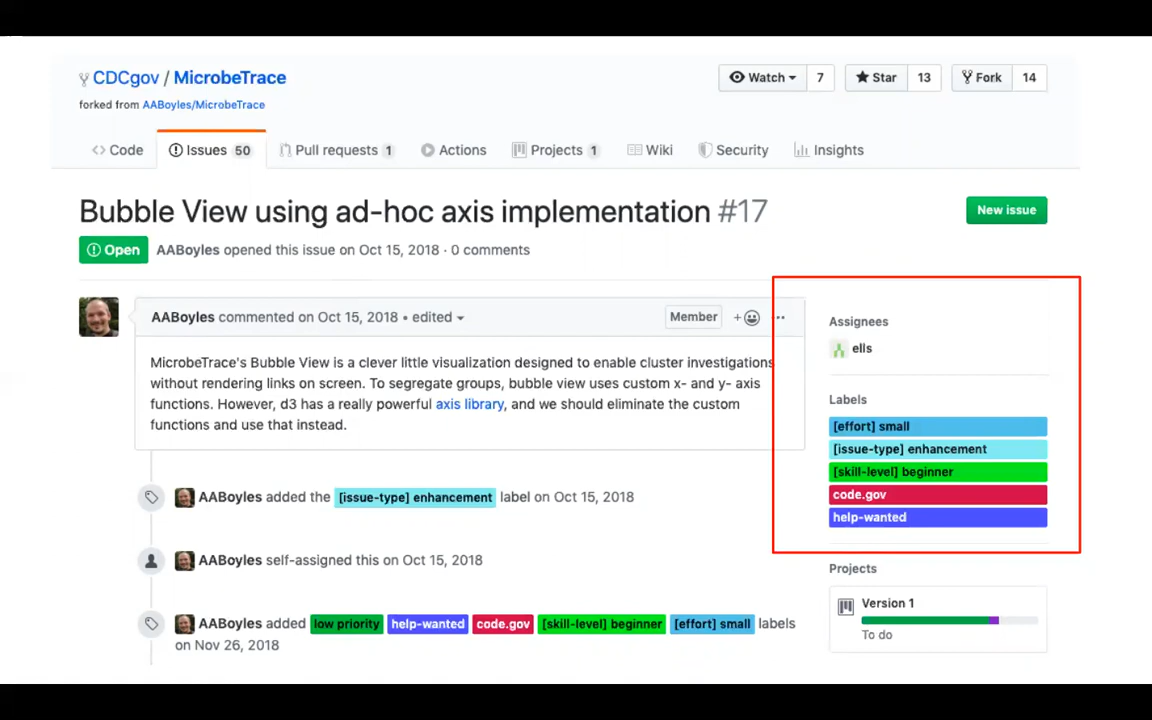 CDCgov / MicrobeTrace
Watch 7 Star 13 Fork 14
forked from AABoyles/MicrobeTrace
Code Issues 50 Pull requests 1 Actions Projects 1 Wiki Security Insights
Bubble View using ad-hoc axis implementation #17
New issue
Open AABoyles opened this issue on Oct 15, 2018 · 0 comments
AABoyles commented on Oct 15, 2018 • edited
Member
MicrobeTrace's Bubble View is a clever little visualization designed to enable cluster investigations
without rendering links on screen. To segregate groups, bubble view uses custom x- and y- axis
functions. However, d3 has a really powerful axis library, and we should eliminate the custom
functions and use that instead.
AABoyles added the [issue-type] enhancement label on Oct 15, 2018
AABoyles self-assigned this on Oct 15, 2018
AABoyles added low priority help-wanted code.gov [skill-level] beginner [effort] small labels
on Nov 26, 2018
Assignees
ells
Labels
[effort] small
[issue-type] enhancement
[skill-level] beginner
code.gov
help-wanted
Projects
Version 1
To do